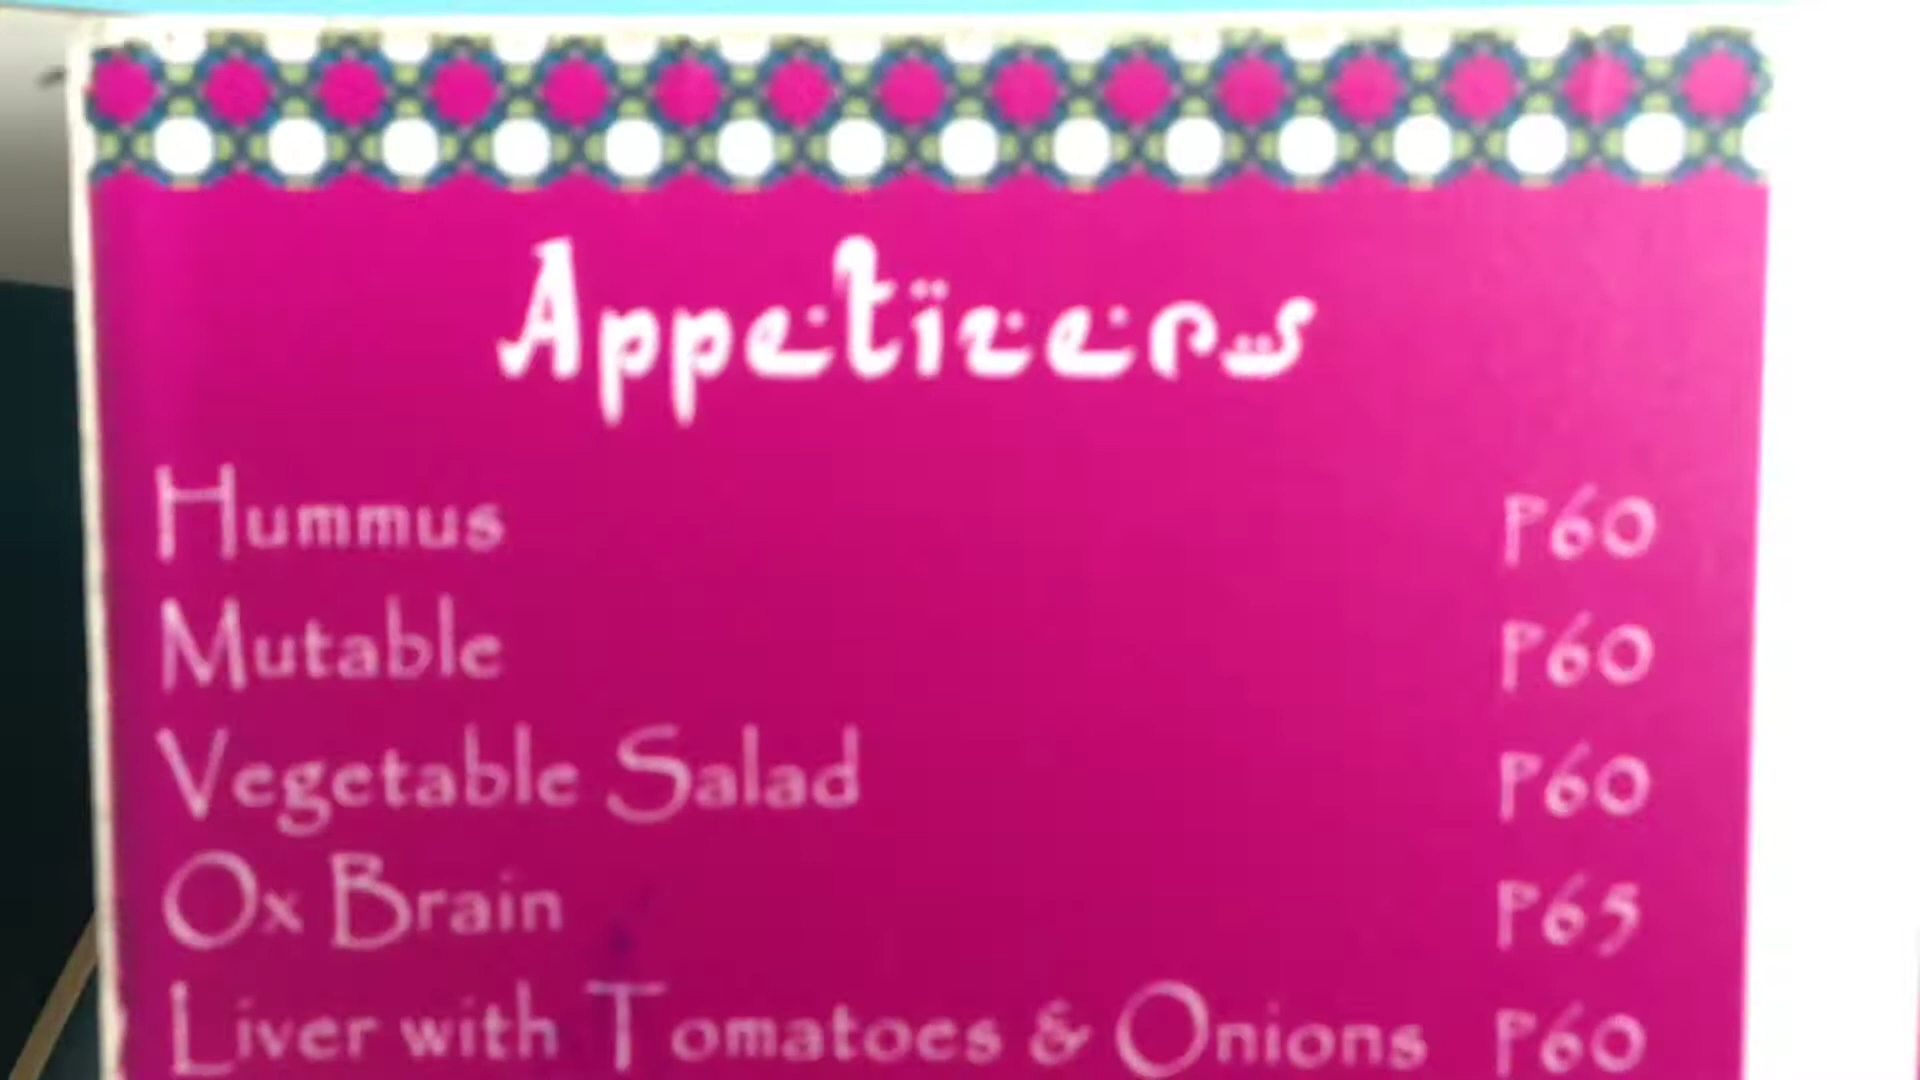 Appetizers
Hummus P60
Mutable P60
Vegetable Salad P60
Ox Brain P65
Liver with Tomatoes & Onions P60